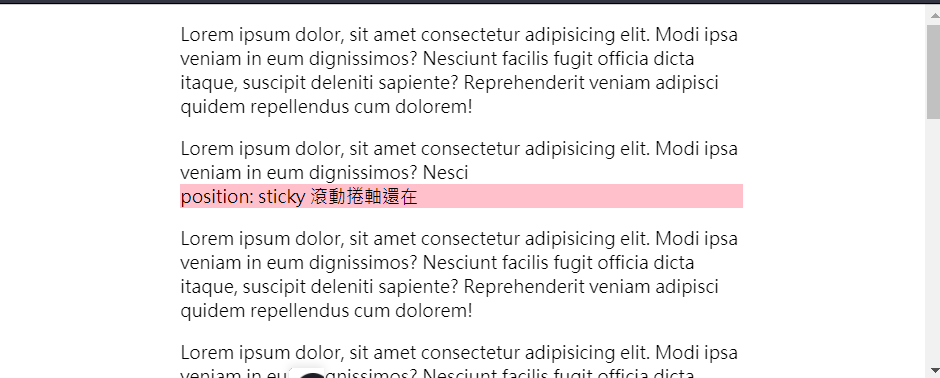 Lorem ipsum dolor, sit amet consectetur adipisicing elit. Modi ipsa
veniam in eum dignissimos? Nesciunt facilis fugit officia dicta
itaque, suscipit deleniti sapiente? Reprehenderit veniam adipisci
quidem repellendus cum dolorem!
Lorem ipsum dolor, sit amet consectetur adipisicing elit. Modi ipsa
veniam in eum dignissimos? Nesci
position: sticky 滾動捲軸還在
Lorem ipsum dolor, sit amet consectetur adipisicing elit. Modi ipsa
veniam in eum dignissimos? Nesciunt facilis fugit officia dicta
itaque, suscipit deleniti sapiente? Reprehenderit veniam adipisci
quidem repellendus cum dolorem!
Lorem ipsum dolor, sit amet consectetur adipisicing elit. Modi ipsa
veniam in eum Nesciunt facilis fugit officia dicta